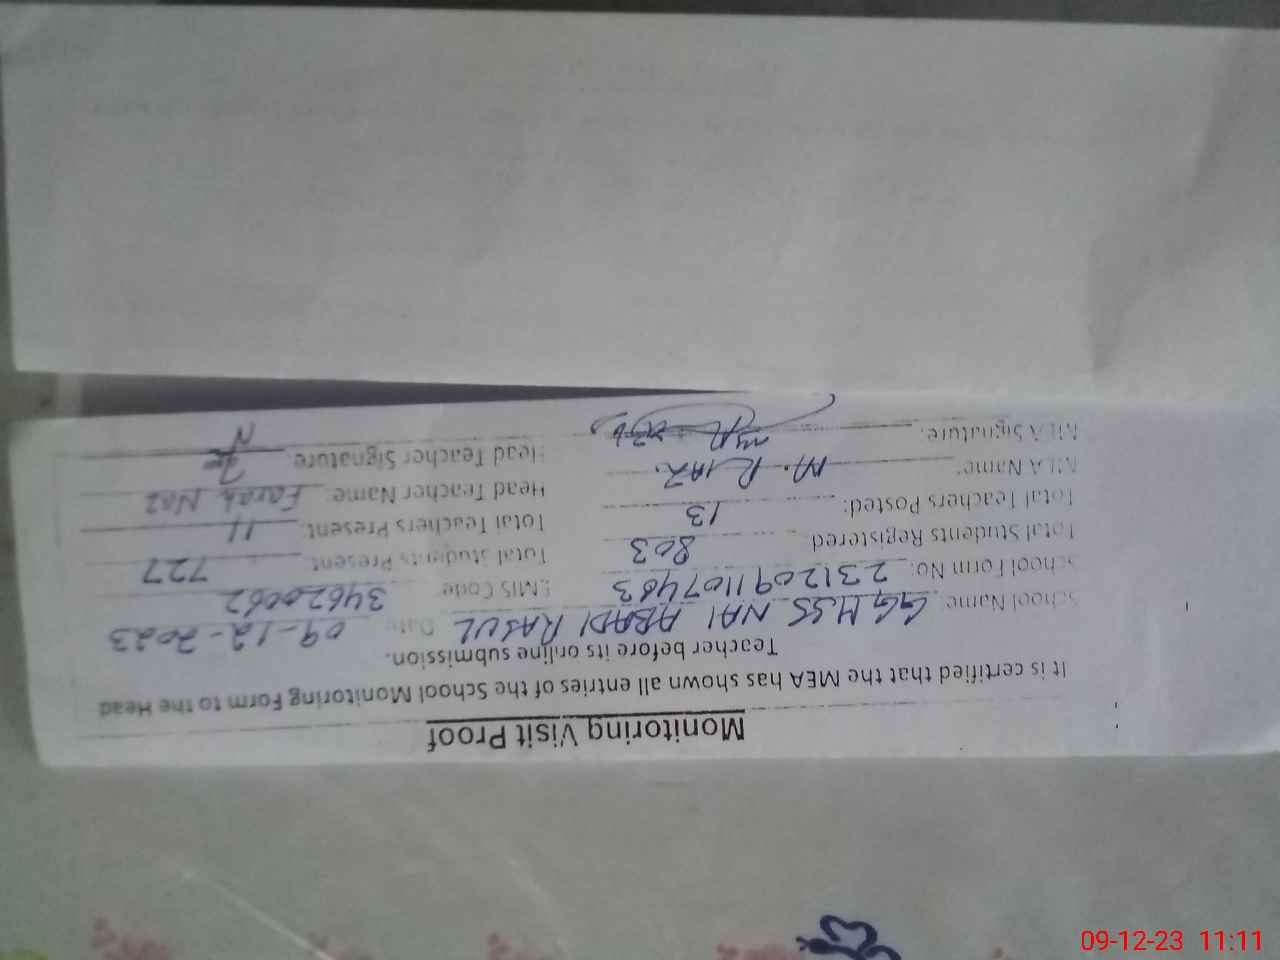 Monitoring Visit Proof
It is certified that the MEA has shown all entries of the School Monitoring Form to the Head
Teacher before its online submission.
School Name: GGHSS NAI ABADI RASUL Date: 09-12-2023
School Form No: 2312091107483 EMIS Code: 34620062
Total Students Registered 803 Total students Present: 727
Total Teachers Posted: 13 Total Teachers Present: 11
MEA Name: M. RIAZ. Head Teacher Name: Farah Naz
MEA Signature: Head Teacher Signature:
09-12-23 11:11